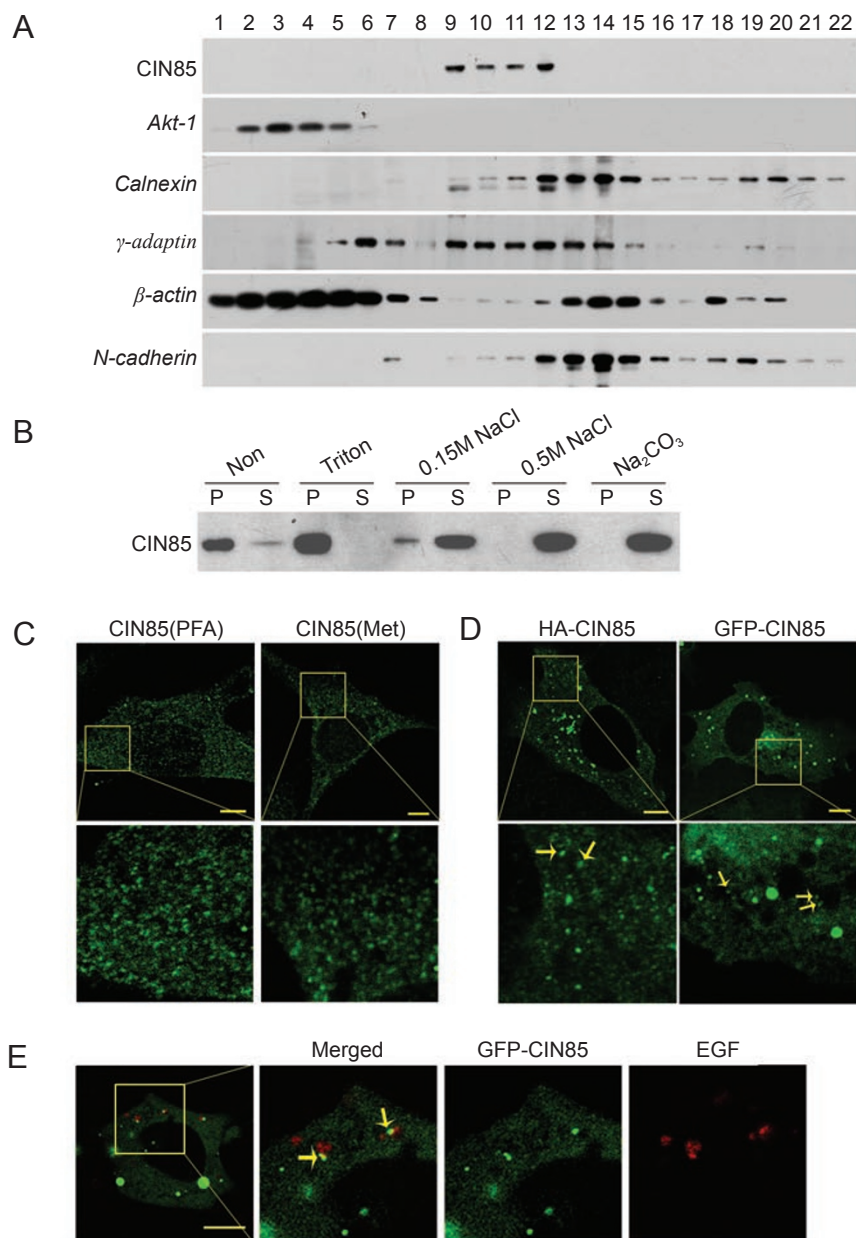 A
1 2 3 4 5 6 7 8 9 10 11 12 13 14 15 16 17 18 19 20 21 22
CIN85
Akt-1
Calnexin
γ-adaptin
β-actin
N-cadherin
B
Non Triton 0.15M NaCl 0.5M NaCl Na₂CO₃
P S P S P S P S P S
CIN85
C
CIN85(PFA) CIN85(Met)
D
HA-CIN85 GFP-CIN85
E
Merged GFP-CIN85 EGF